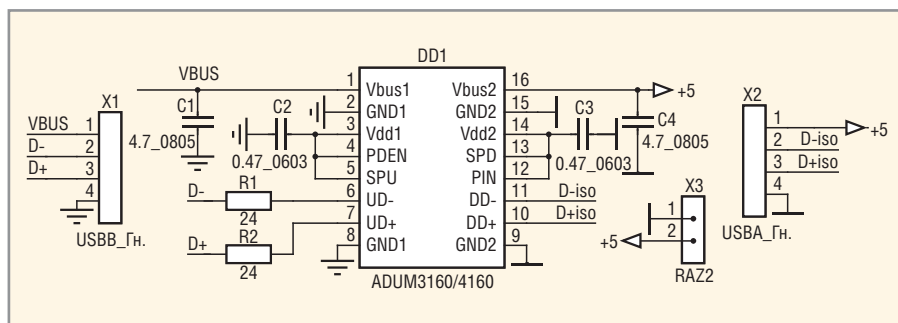 DD1
X1
VBUS 1
D- 2
D+ 3
4
USBB_Гн.
VBUS
C1
4.7_0805
C2
0.47_0603
D- R1
24
D+ R2
24
1 Vbus1 Vbus2 16
2 GND1 GND2 15
3 Vdd1 Vdd2 14
4 PDEN SPD 13
5 SPU PIN 12
6 UD- DD- 11
7 UD+ DD+ 10
8 GND1 GND2 9
ADUM3160/4160
+5
C3
0.47_0603
C4
4.7_0805
D-iso
D+iso
X3
1
+5 2
RAZ2
X2
1 +5
2 D-iso
3 D+iso
4
USBA_Гн.